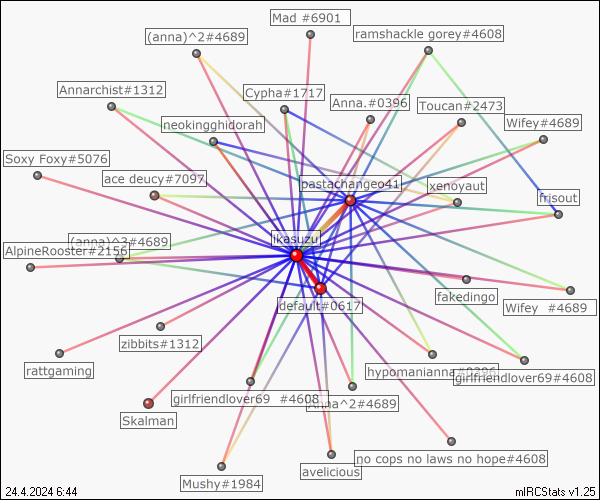 Mad #6901
(anna)^2#4689
ramshackle gorey#4608
Annarchist#1312
Cypha#1717
Anna.#0396
Toucan#2473
neokingghidorah
Wifey#4689
Soxy Foxy#5076
ace deucy#7097
pastachangeo41
xenoyaut
frisout
ikasuzu
(anna)^3#4689
AlpineRooster#2156
default#0617
fakedingo
Wifey #4689
zibbits#1312
rattgaming
hypomanianna#0396
girlfriendlover69#4608
girlfriendlover69 #4608
Anna^2#4689
Skalman
no cops no laws no hope#4608
avelicious
Mushy#1984
24.4.2024 6:44
mIRCStats v1.25